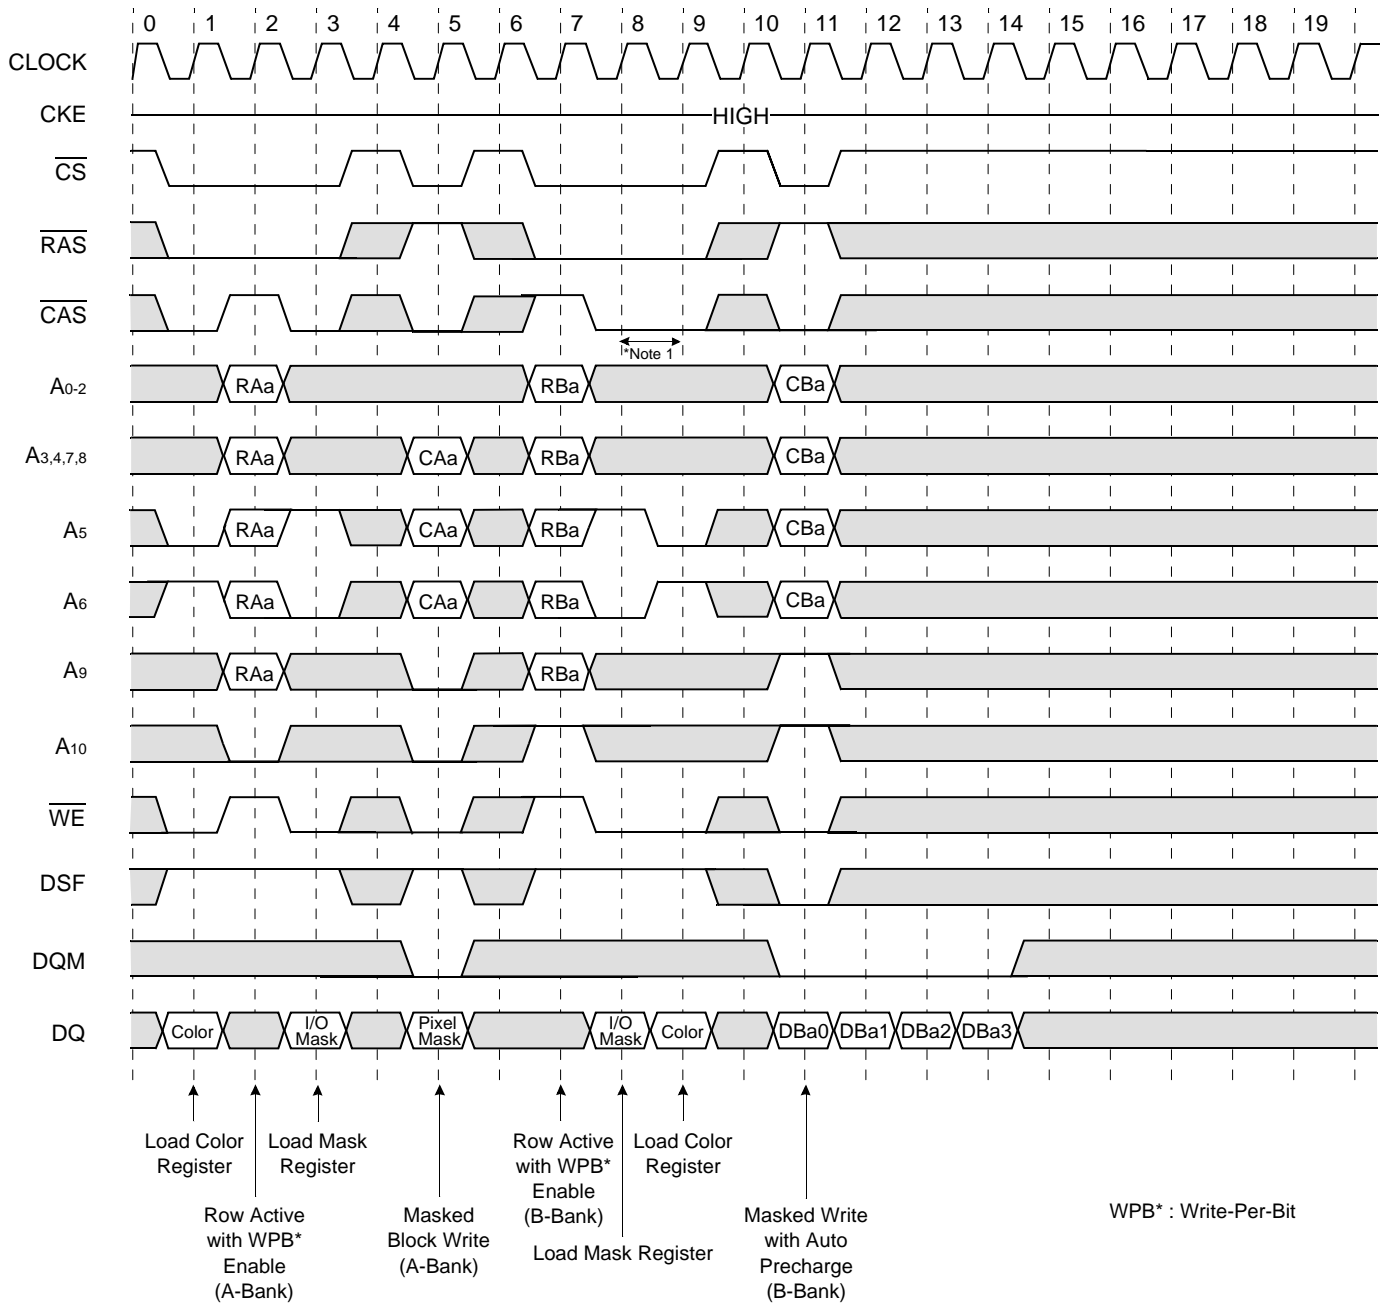 0 1 2 3 4 5 6 7 8 9 10 11 12 13 14 15 16 17 18 19
CLOCK
CKE HIGH
CS
RAS
CAS
*Note 1
A0-2 RAa RBa CBa
A3,4,7,8 RAa CAa RBa CBa
A5 RAa CAa RBa CBa
A6 RAa CAa RBa CBa
A9 RAa RBa
A10
WE
DSF
DQM
DQ Color I/O Mask Pixel Mask I/O Mask Color DBa0 DBa1 DBa2 DBa3
Load Color
Register
Row Active
with WPB*
Enable
(A-Bank)
Load Mask
Register
Masked
Block Write
(A-Bank)
Row Active
with WPB*
Enable
(B-Bank)
Load Mask Register
Load Color
Register
Masked Write
with Auto
Precharge
(B-Bank)
WPB* : Write-Per-Bit